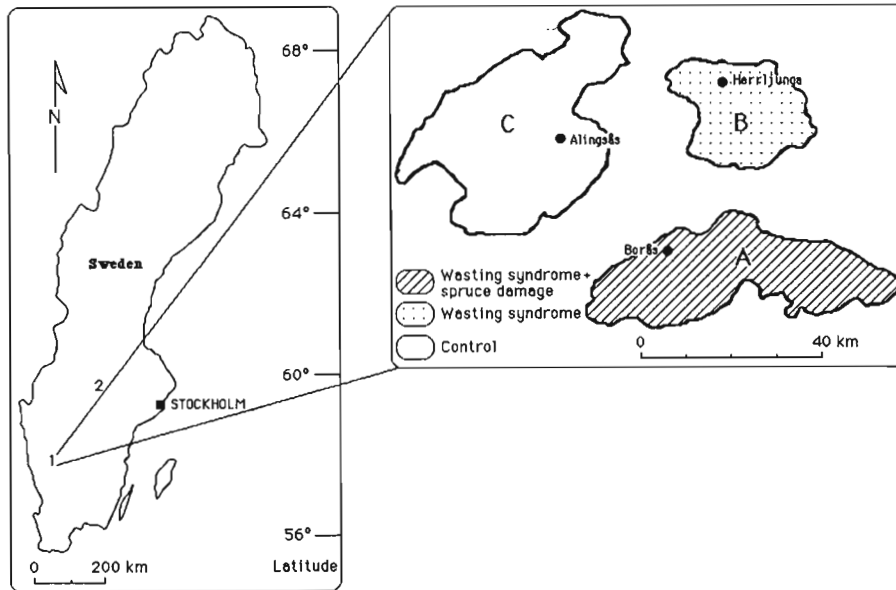 N
Sweden
2
STOCKHOLM
1
68°
64°
60°
56°
Latitude
0 200 km
C
Alingsås
Herrljunga
B
Borås
A
Wasting syndrome+
spruce damage
Wasting syndrome
Control
0 40 km